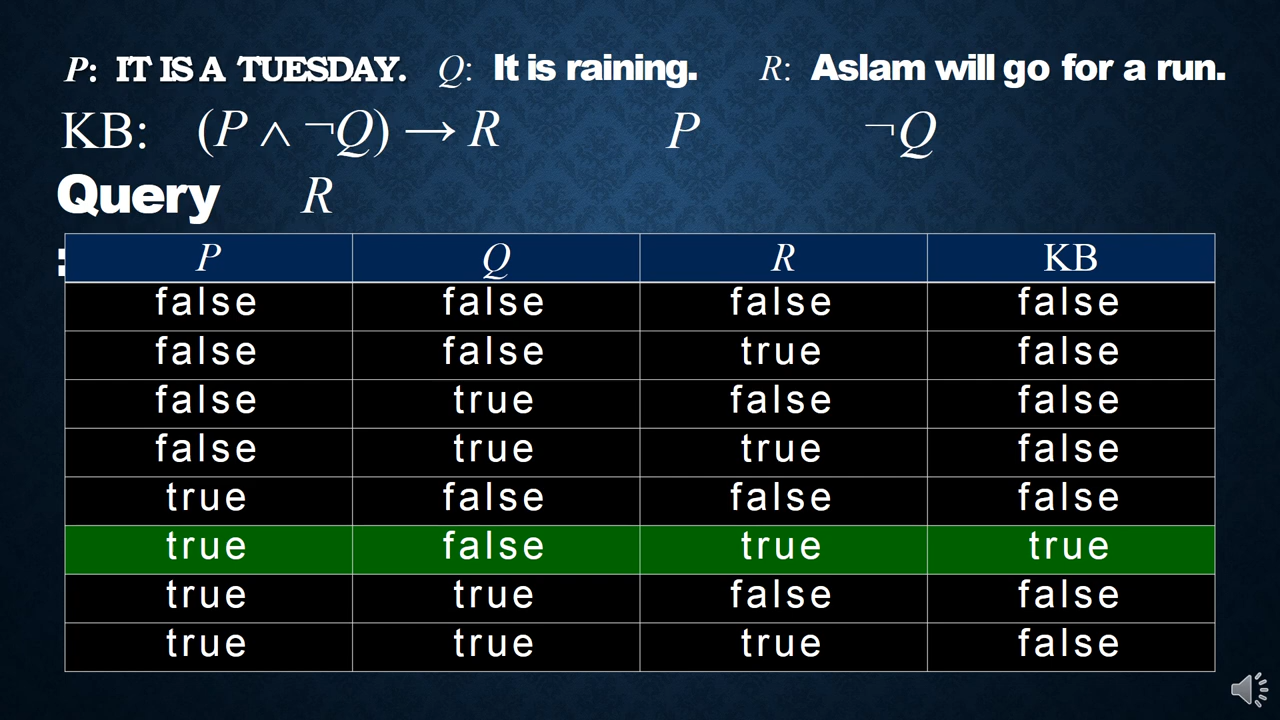 P: IT IS A TUESDAY. Q: It is raining. R: Aslam will go for a run.
KB: (P ∧ ¬Q) → R P ¬Q
Query R
:
P Q R KB
false false false false
false false true false
false true false false
false true true false
true false false false
true false true true
true true false false
true true true false